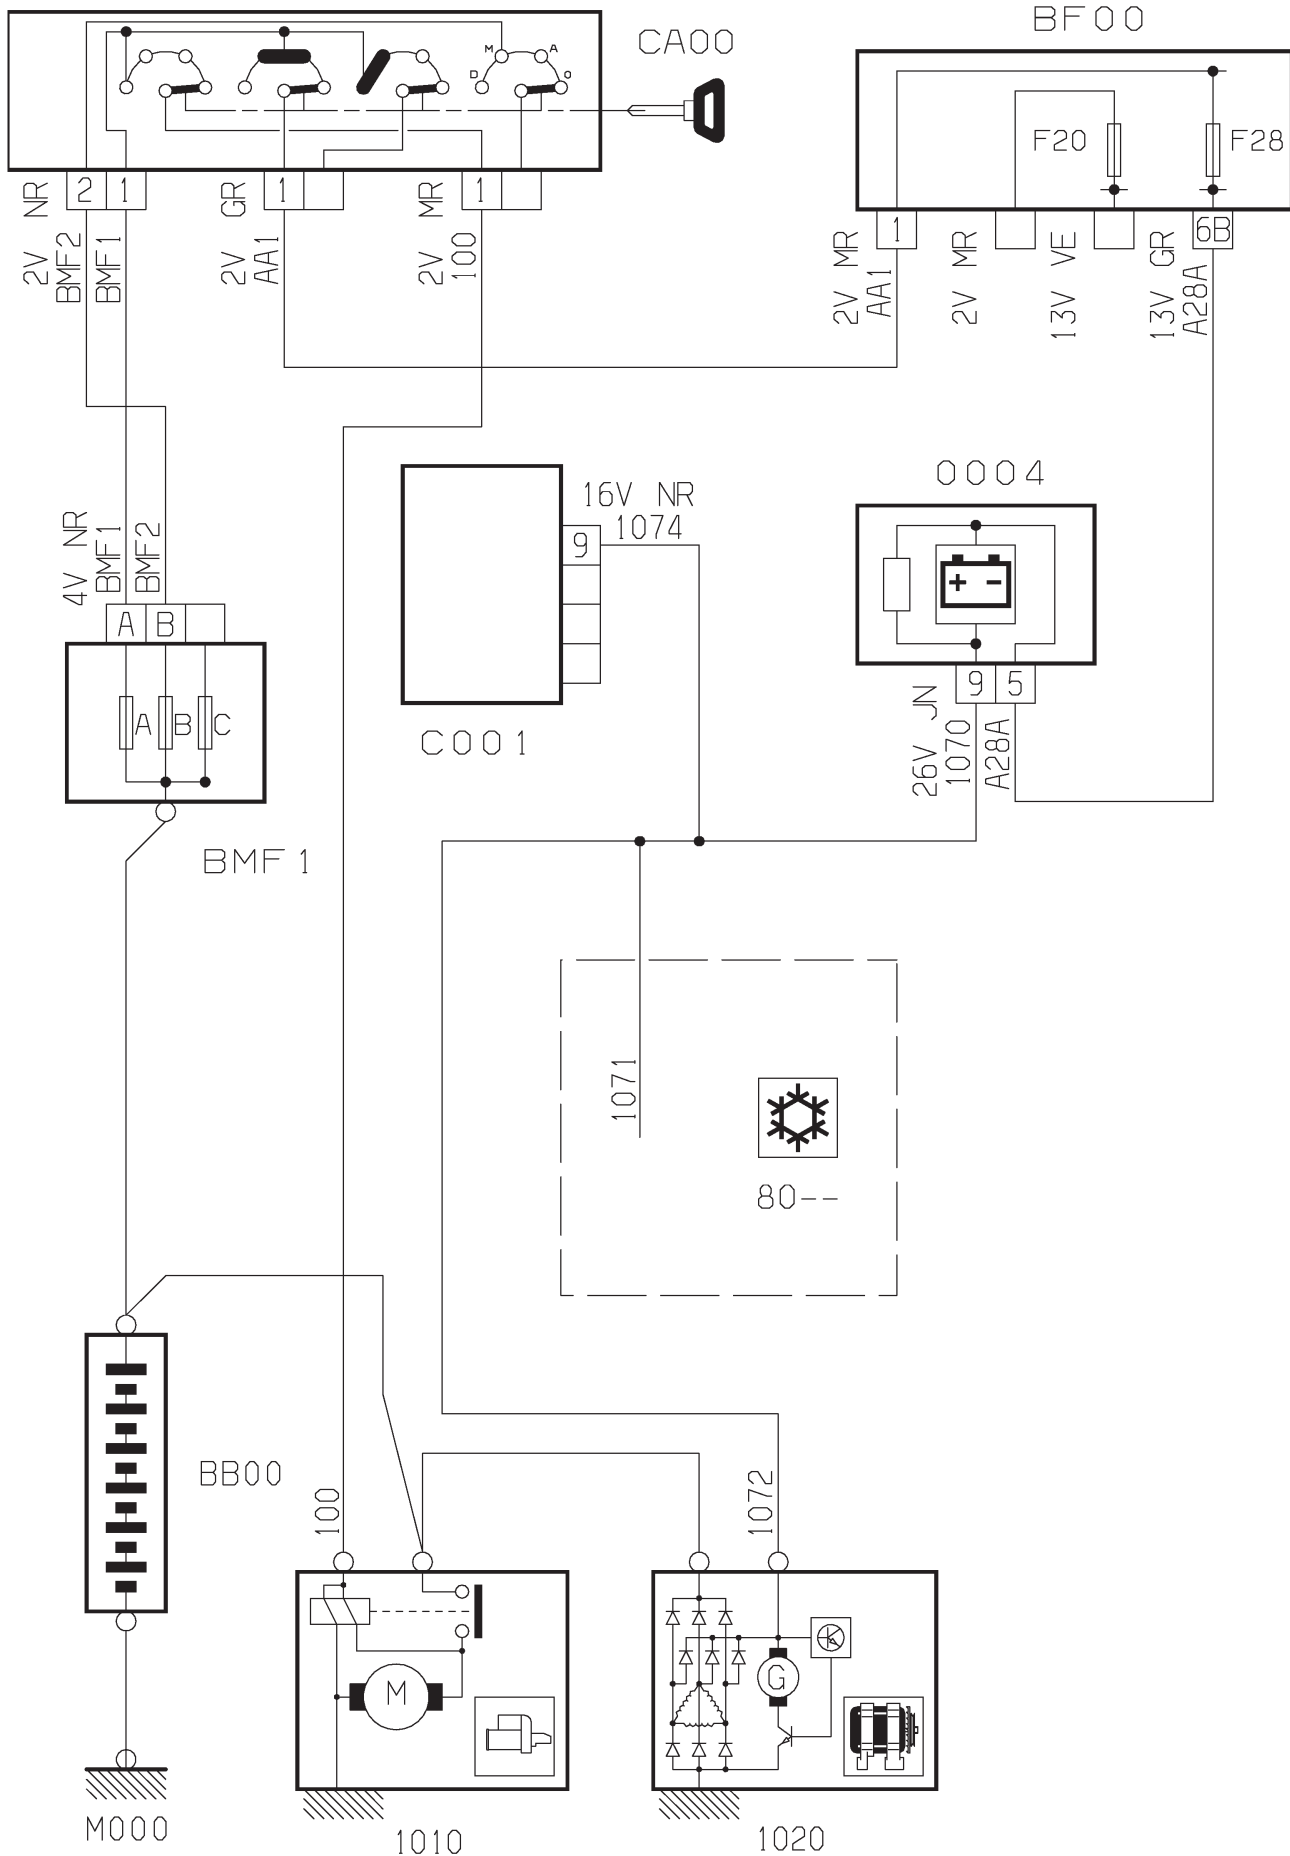 BF00
CA00
M A
D O
F20 F28
2 1 1 1
2V NR
BMF2
BMF1
2V GR
AA1
2V MR
100
1 6B
2V MR
AA1
2V MR
13V VE
13V GR
A28A
0004
16V NR
1074
9
4V NR
BMF1
BMF2
A B
+ -
9 5
A B C
C001
26V JN
1070
A28A
BMF1
1071
80--
BB00
100
1072
M
G
M000
1010
1020